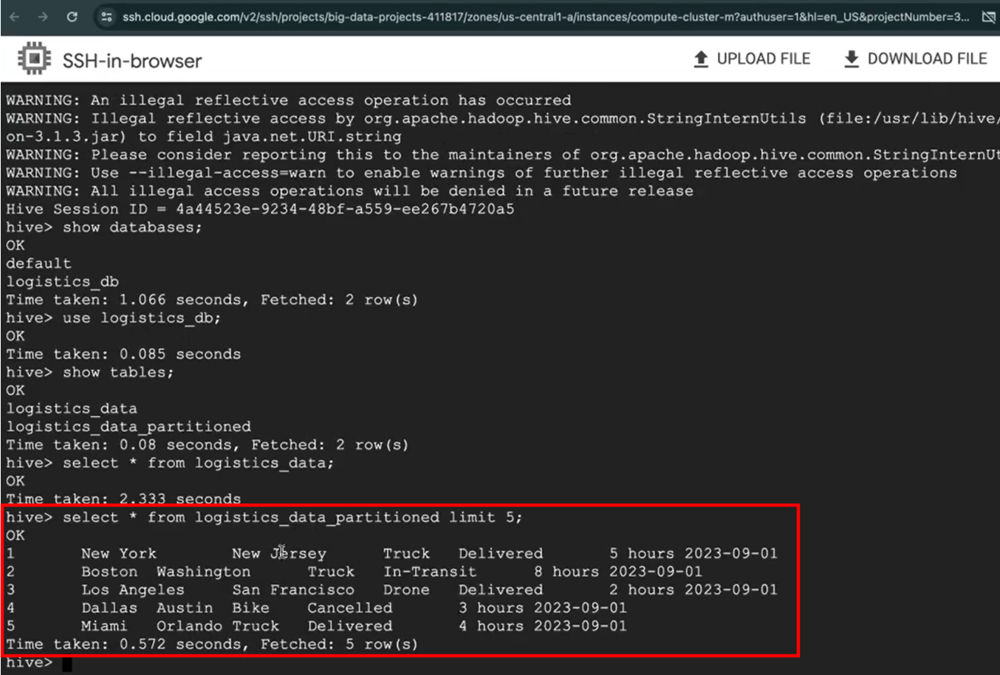 ssh.cloud.google.com/v2/ssh/projects/big-data-projects-411817/zones/us-central1-a/instances/compute-cluster-m?authuser=1&hl=en_US&projectNumber=3...
SSH-in-browser
UPLOAD FILE
DOWNLOAD FILE
WARNING: An illegal reflective access operation has occurred
WARNING: Illegal reflective access by org.apache.hadoop.hive.common.StringInternUtils (file:/usr/lib/hive/
on-3.1.3.jar) to field java.net.URI.string
WARNING: Please consider reporting this to the maintainers of org.apache.hadoop.hive.common.StringInternUt
WARNING: Use --illegal-access=warn to enable warnings of further illegal reflective access operations
WARNING: All illegal access operations will be denied in a future release
Hive Session ID = 4a44523e-9234-48bf-a559-ee267b4720a5
hive> show databases;
OK
default
logistics_db
Time taken: 1.066 seconds, Fetched: 2 row(s)
hive> use logistics_db;
OK
Time taken: 0.085 seconds
hive> show tables;
OK
logistics_data
logistics_data_partitioned
Time taken: 0.08 seconds, Fetched: 2 row(s)
hive> select * from logistics_data;
OK
Time taken: 2.333 seconds
hive> select * from logistics_data_partitioned limit 5;
OK
1 New York New Jersey Truck Delivered 5 hours 2023-09-01
2 Boston Washington Truck In-Transit 8 hours 2023-09-01
3 Los Angeles San Francisco Drone Delivered 2 hours 2023-09-01
4 Dallas Austin Bike Cancelled 3 hours 2023-09-01
5 Miami Orlando Truck Delivered 4 hours 2023-09-01
Time taken: 0.572 seconds, Fetched: 5 row(s)
hive>